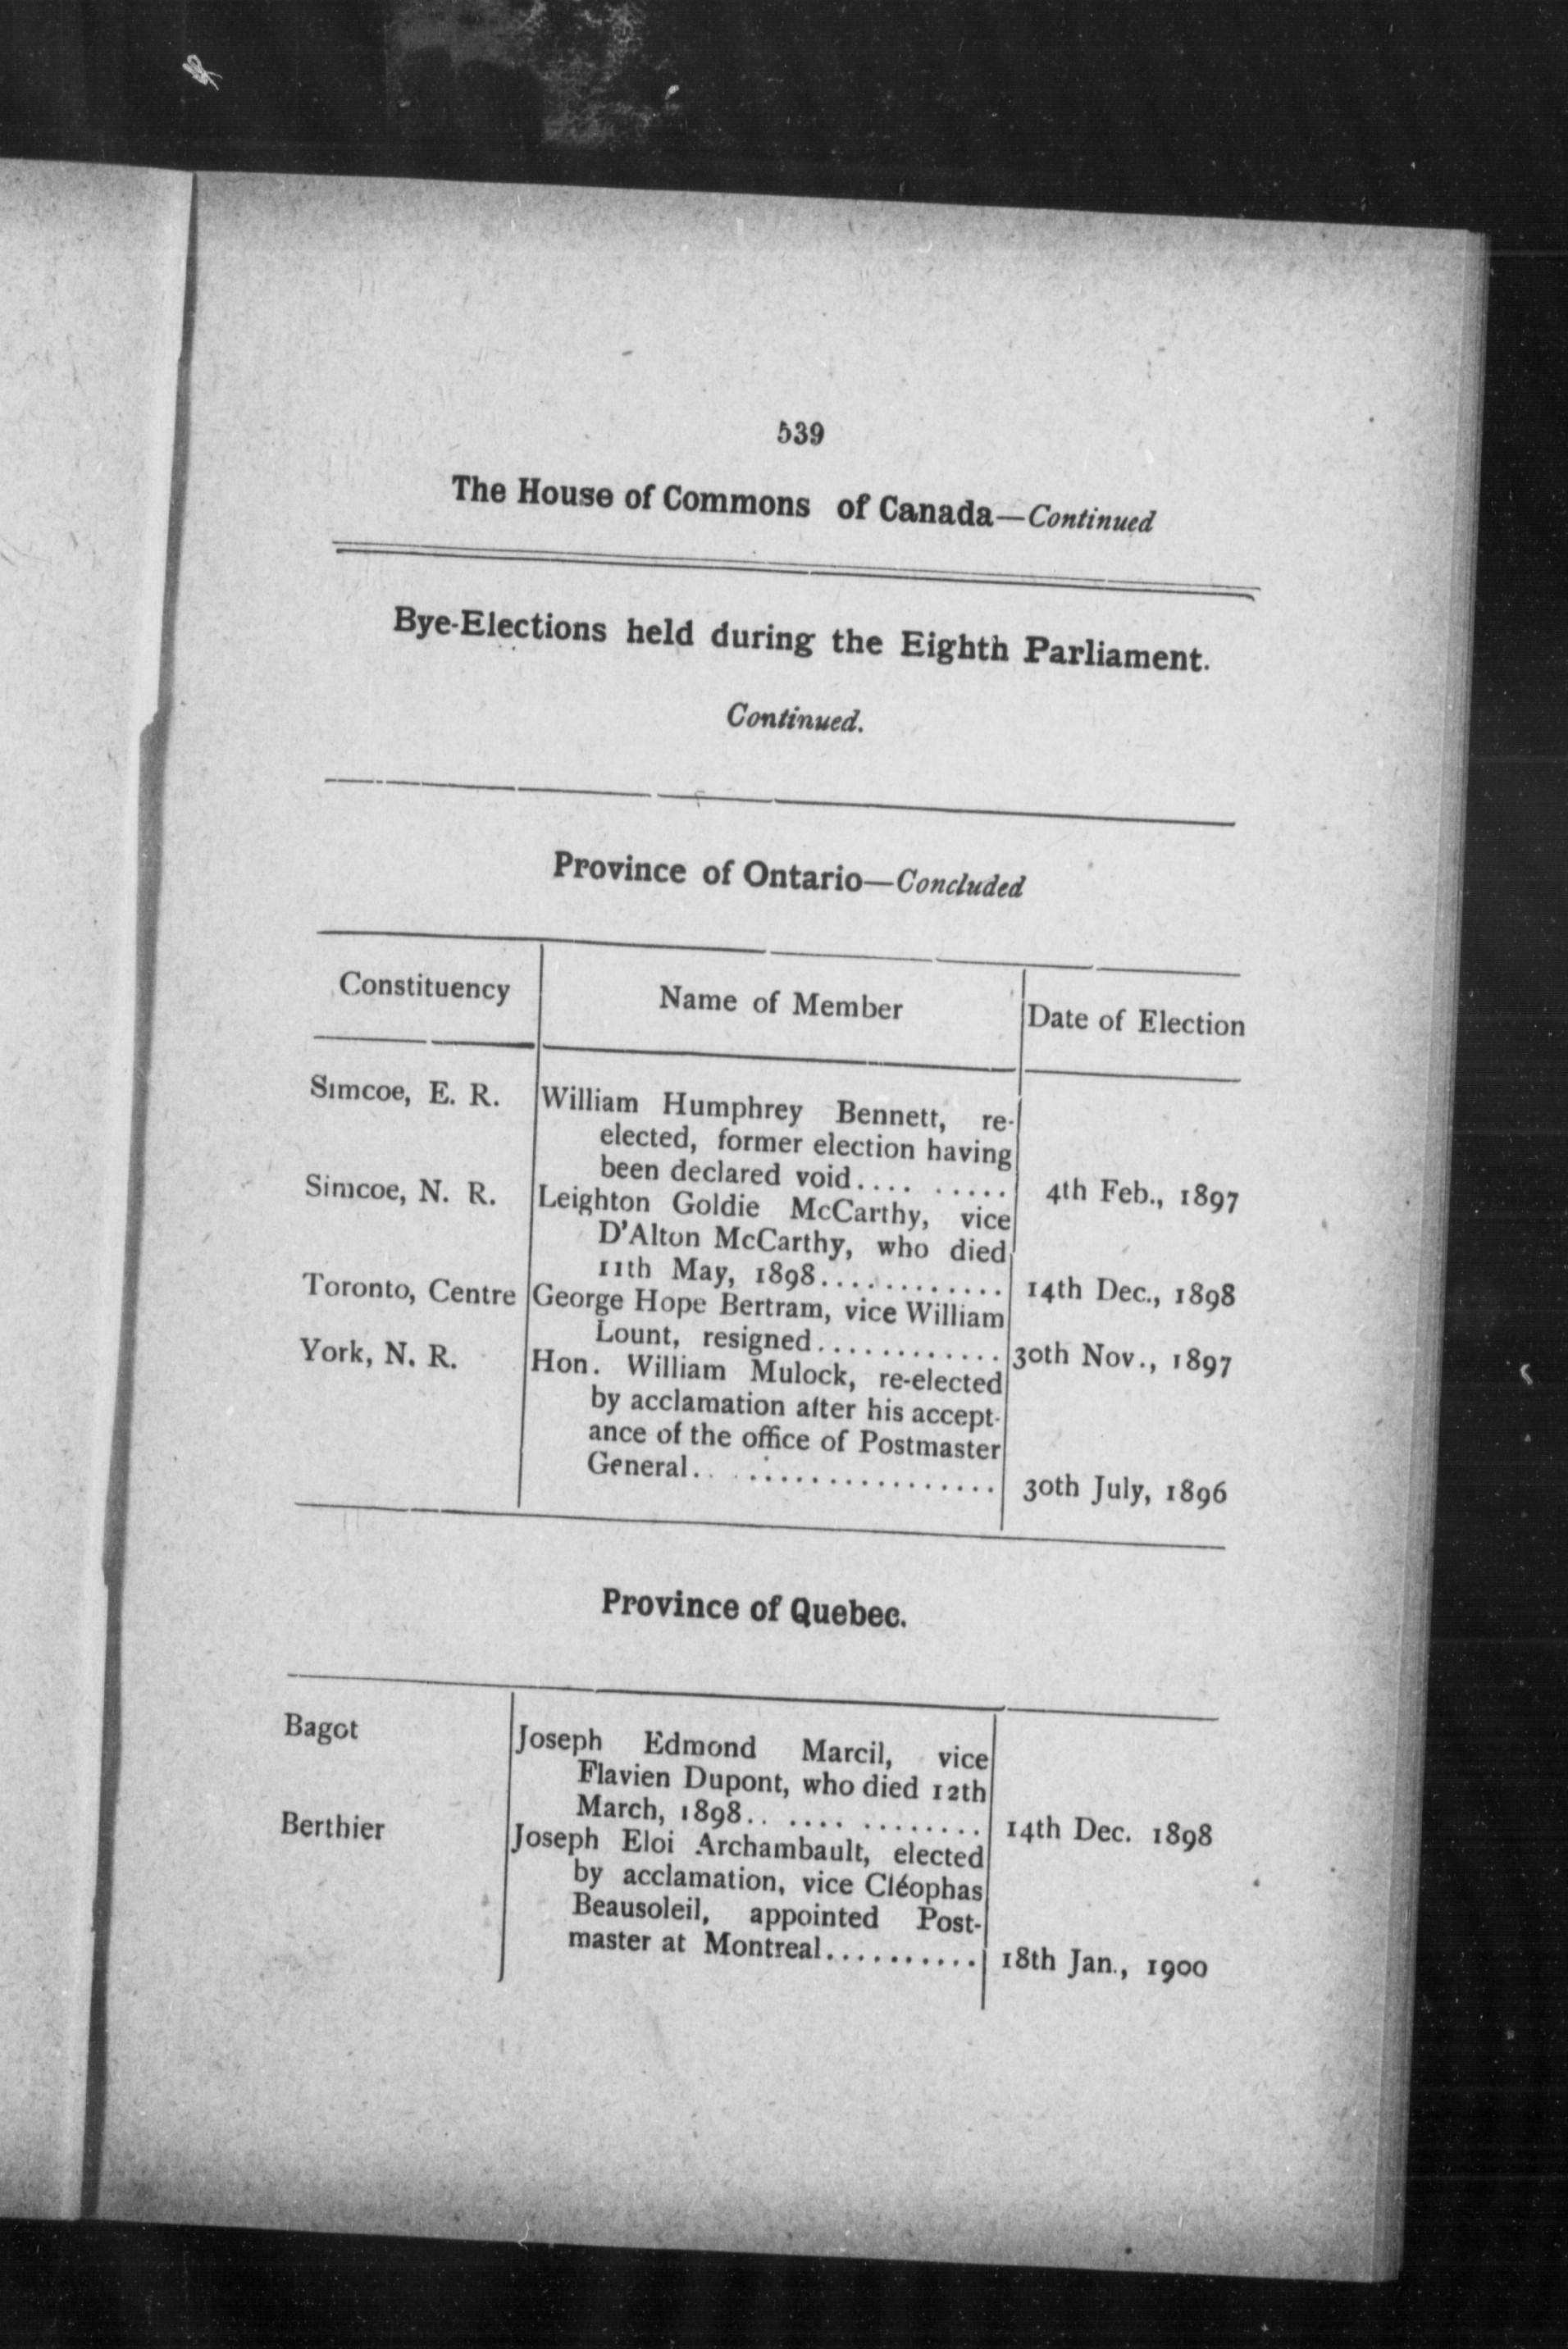 539
The House of Commons of Canada—Continued
Bye-Elections held during the Eighth Parliament.
Continued.
Province of Ontario—Concluded
Constituency Name of Member Date of Election
Simcoe, E. R. William Humphrey Bennett, re-
elected, former election having
been declared void.... ..... 4th Feb., 1897
Simcoe, N. R. Leighton Goldie McCarthy, vice
D'Alton McCarthy, who died
11th May, 1898............ 14th Dec., 1898
Toronto, Centre George Hope Bertram, vice William
Lount, resigned............ 30th Nov., 1897
York, N. R. Hon. William Mulock, re-elected
by acclamation after his accept-
ance of the office of Postmaster
General.. ................ 30th July, 1896
Province of Quebec.
Bagot Joseph Edmond Marcil, vice
Flavien Dupont, who died 12th
March, 1898.. .... ........ 14th Dec. 1898
Berthier Joseph Eloi Archambault, elected
by acclamation, vice Cléophas
Beausoleil, appointed Post-
master at Montreal.......... 18th Jan., 1900